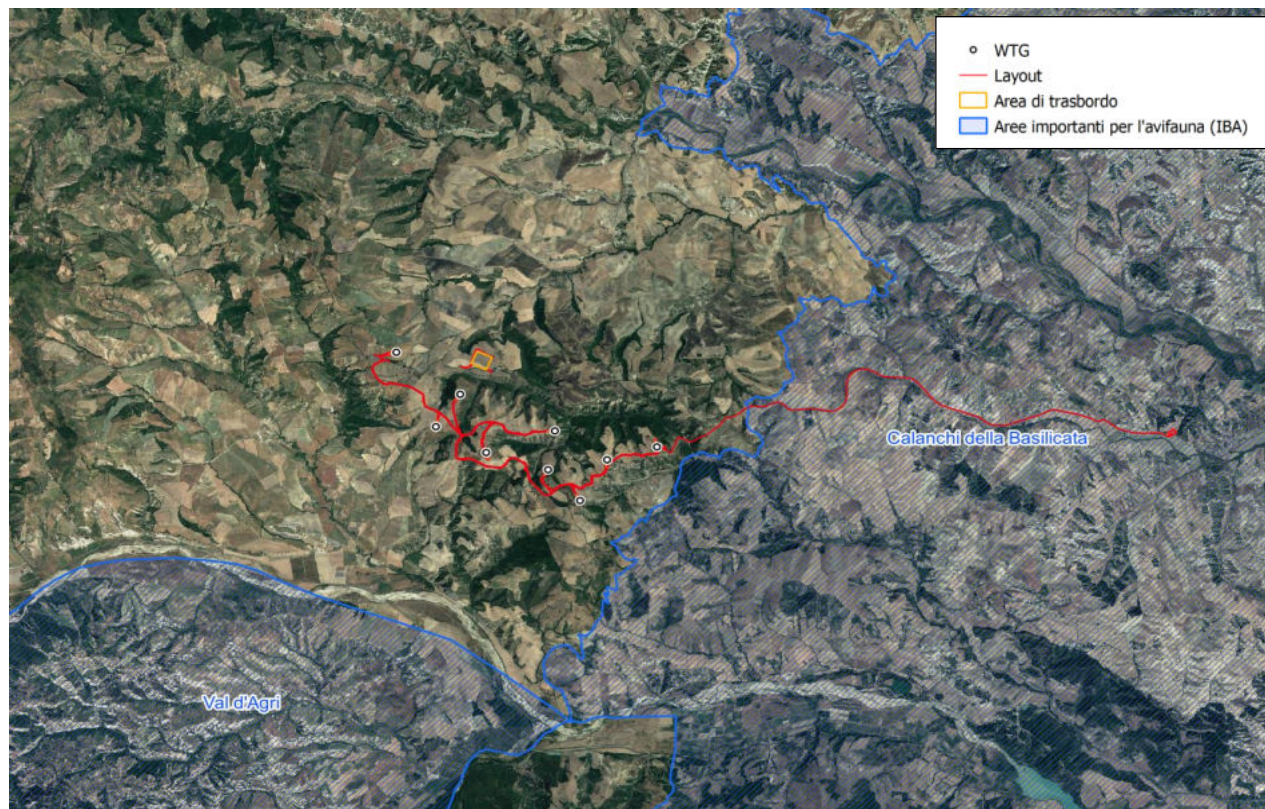 WTG
Layout
Area di trasbordo
Aree importanti per l'avifauna (IBA)
Calanchi della Basilicata
Val d'Agri